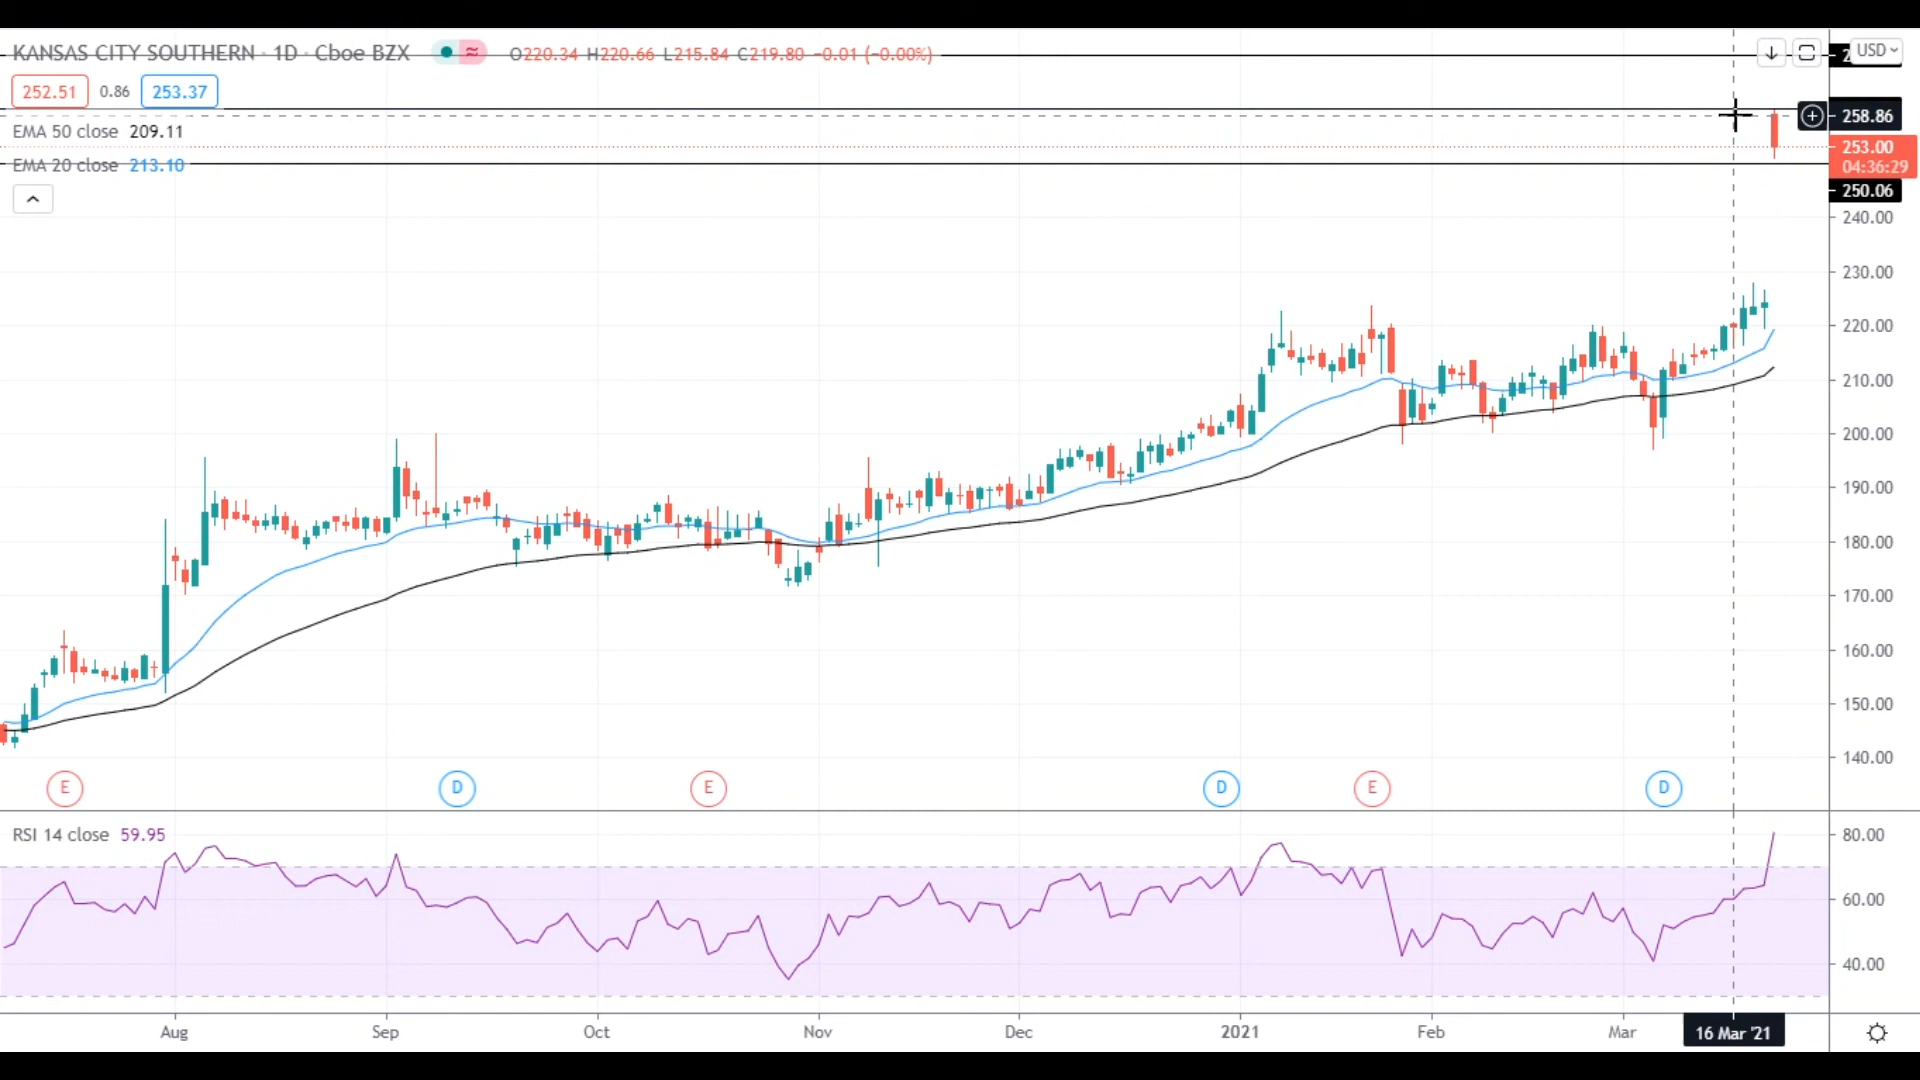 KANSAS CITY SOUTHERN · 1D · Cboe BZX ≈ O220.34 H220.66 L215.84 C219.80 −0.01 (−0.00%)
USD
252.51 0.86 253.37
258.86
EMA 50 close 209.11
253.00
EMA 20 close 213.10
04:36:29
250.06
240.00
230.00
220.00
210.00
200.00
190.00
180.00
170.00
160.00
150.00
140.00
E D E D E D
RSI 14 close 59.95
80.00
60.00
40.00
Aug Sep Oct Nov Dec 2021 Feb Mar 16 Mar '21